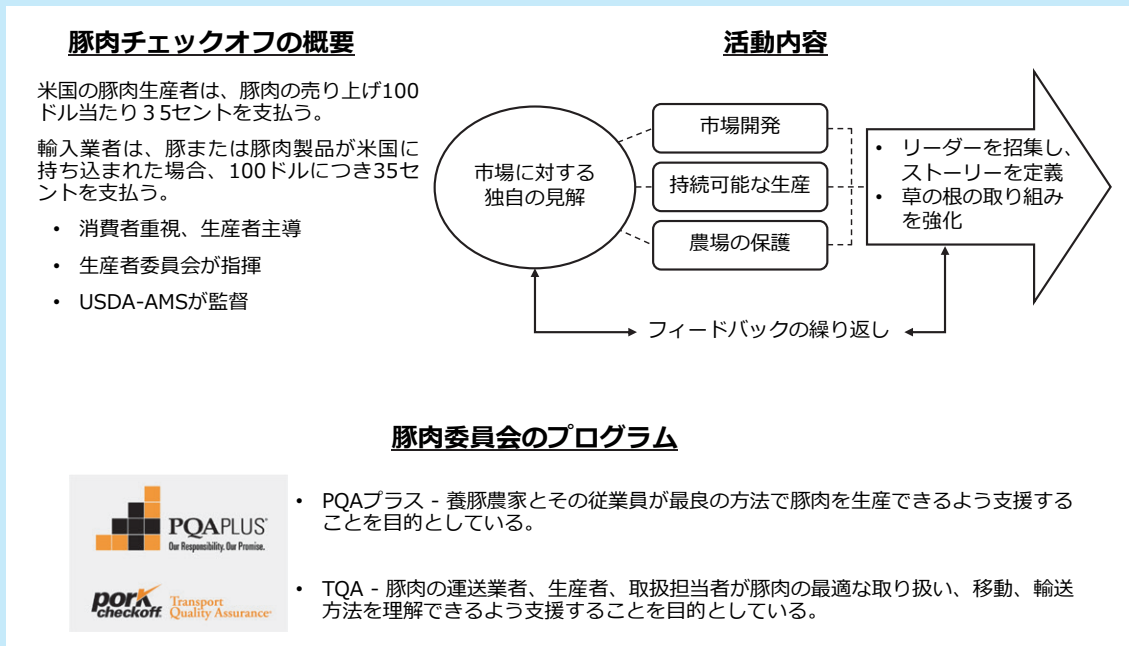 豚肉チェックオフの概要
米国の豚肉生産者は、豚肉の売り上げ100
ドル当たり35セントを支払う。
輸入業者は、豚または豚肉製品が米国に
持ち込まれた場合、100ドルにつき35セ
ントを支払う。
• 消費者重視、生産者主導
• 生産者委員会が指揮
• USDA-AMSが監督
活動内容
市場に対する
独自の見解
市場開発
持続可能な生産
農場の保護
• リーダーを招集し、
ストーリーを定義
• 草の根の取り組み
を強化
フィードバックの繰り返し
豚肉委員会のプログラム
PQAPLUS
Our Responsibility. Our Promise.
• PQAプラス - 養豚農家とその従業員が最良の方法で豚肉を生産できるよう支援する
ことを目的としている。
pork
checkoff
Transport
Quality Assurance
• TQA - 豚肉の運送業者、生産者、取扱担当者が豚肉の最適な取り扱い、移動、輸送
方法を理解できるよう支援することを目的としている。